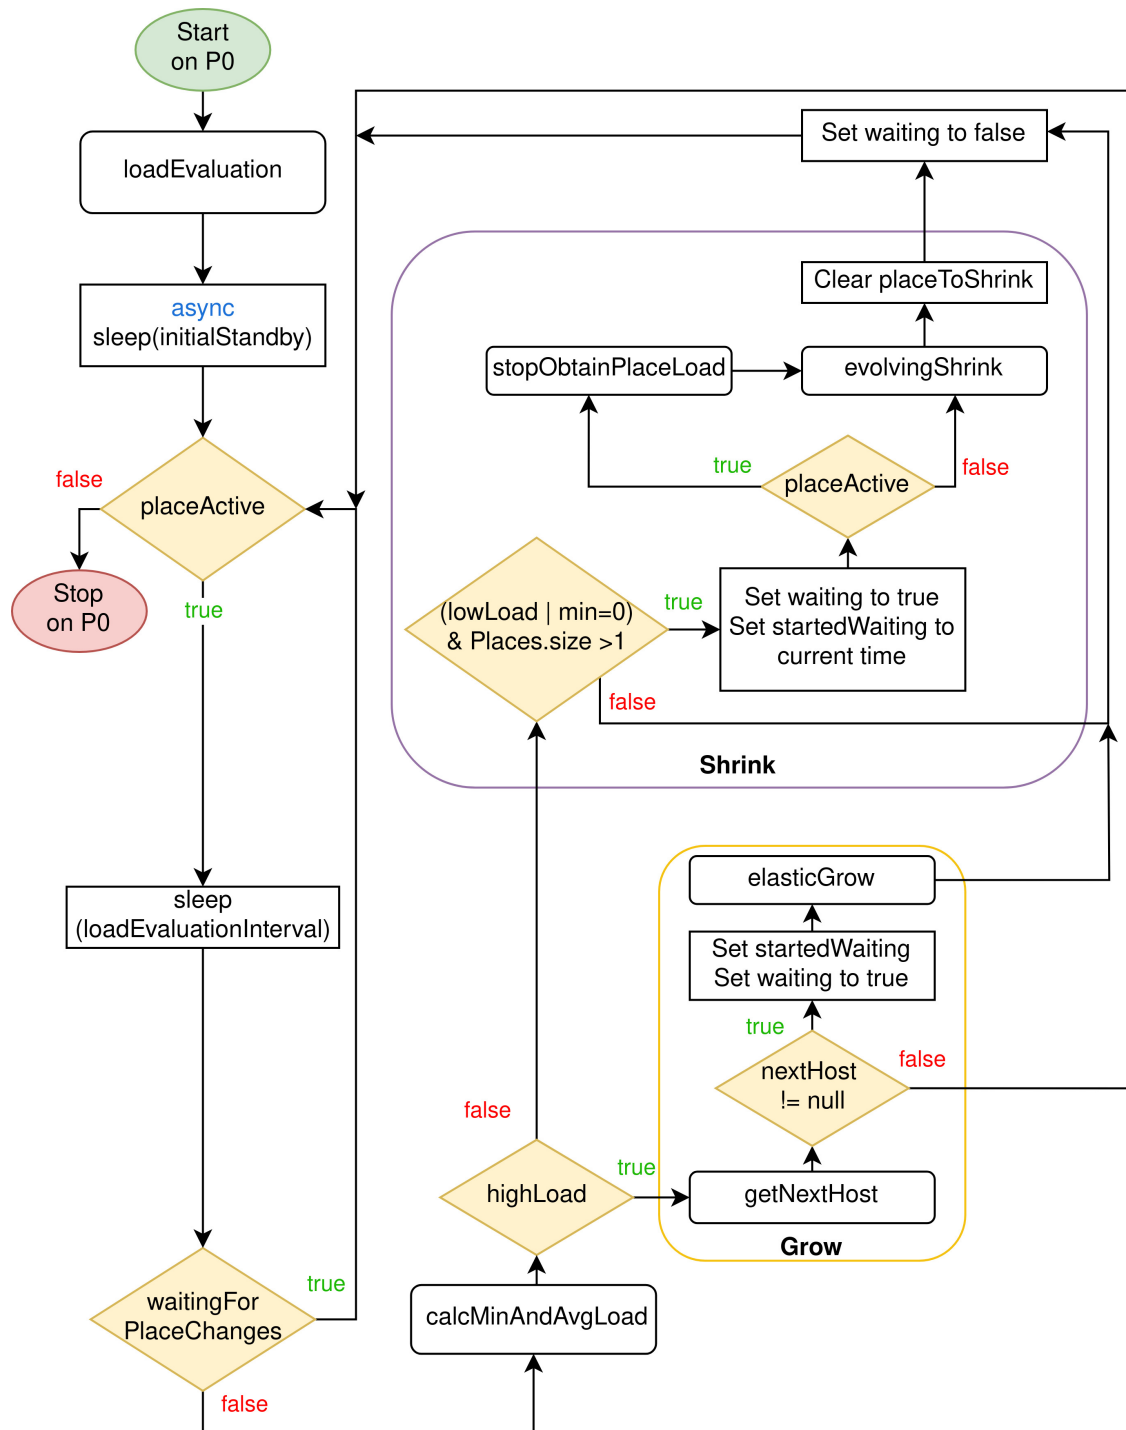 Start
on P0
loadEvaluation
async
sleep(initialStandby)
false
placeActive
Stop
on P0
true
sleep
(loadEvaluationInterval)
waitingFor
PlaceChanges
true
false
Set waiting to false
Clear placeToShrink
stopObtainPlaceLoad
evolvingShrink
true
placeActive
false
(lowLoad | min=0)
& Places.size >1
true
Set waiting to true
Set startedWaiting to
current time
false
Shrink
elasticGrow
Set startedWaiting
Set waiting to true
true
nextHost
!= null
false
false
highLoad
true
getNextHost
Grow
calcMinAndAvgLoad